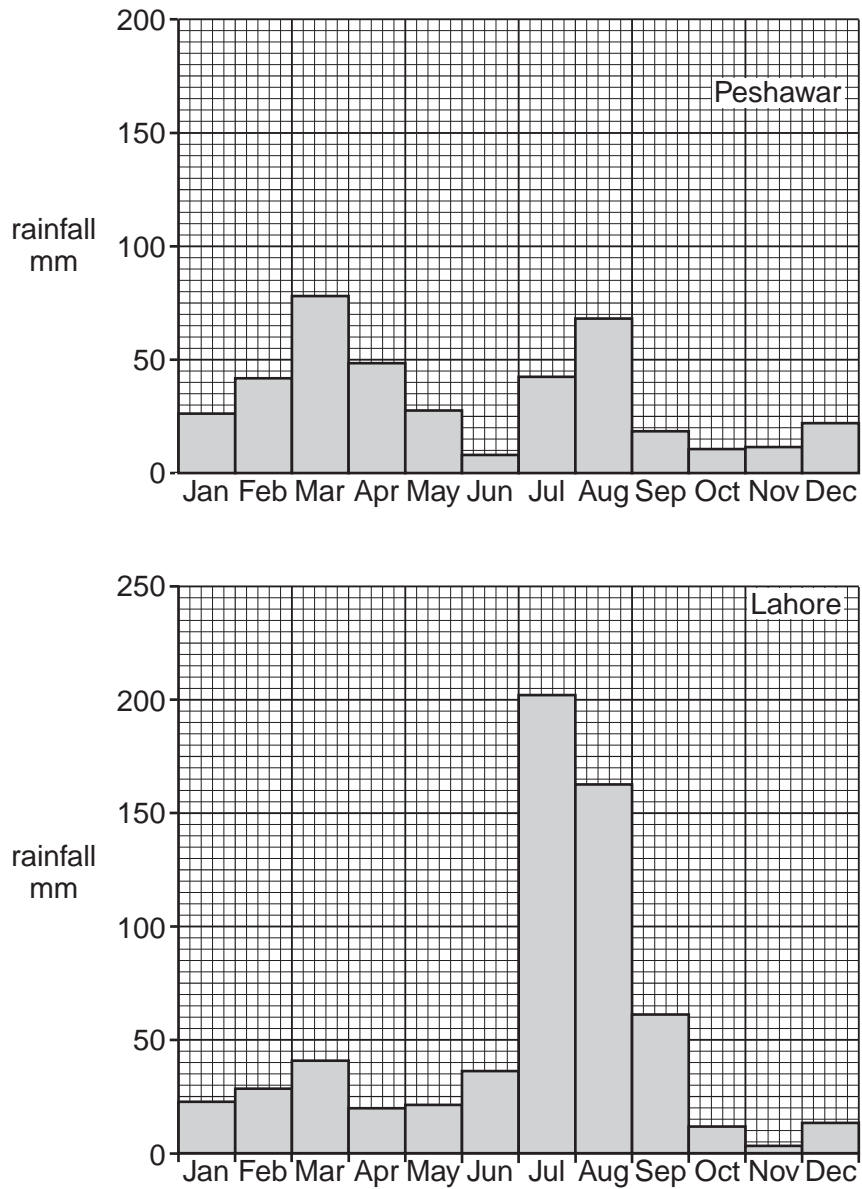 200
Peshawar
150
rainfall
mm
100
50
0
Jan Feb Mar Apr May Jun Jul Aug Sep Oct Nov Dec
250
Lahore
200
150
rainfall
mm
100
50
0
Jan Feb Mar Apr May Jun Jul Aug Sep Oct Nov Dec